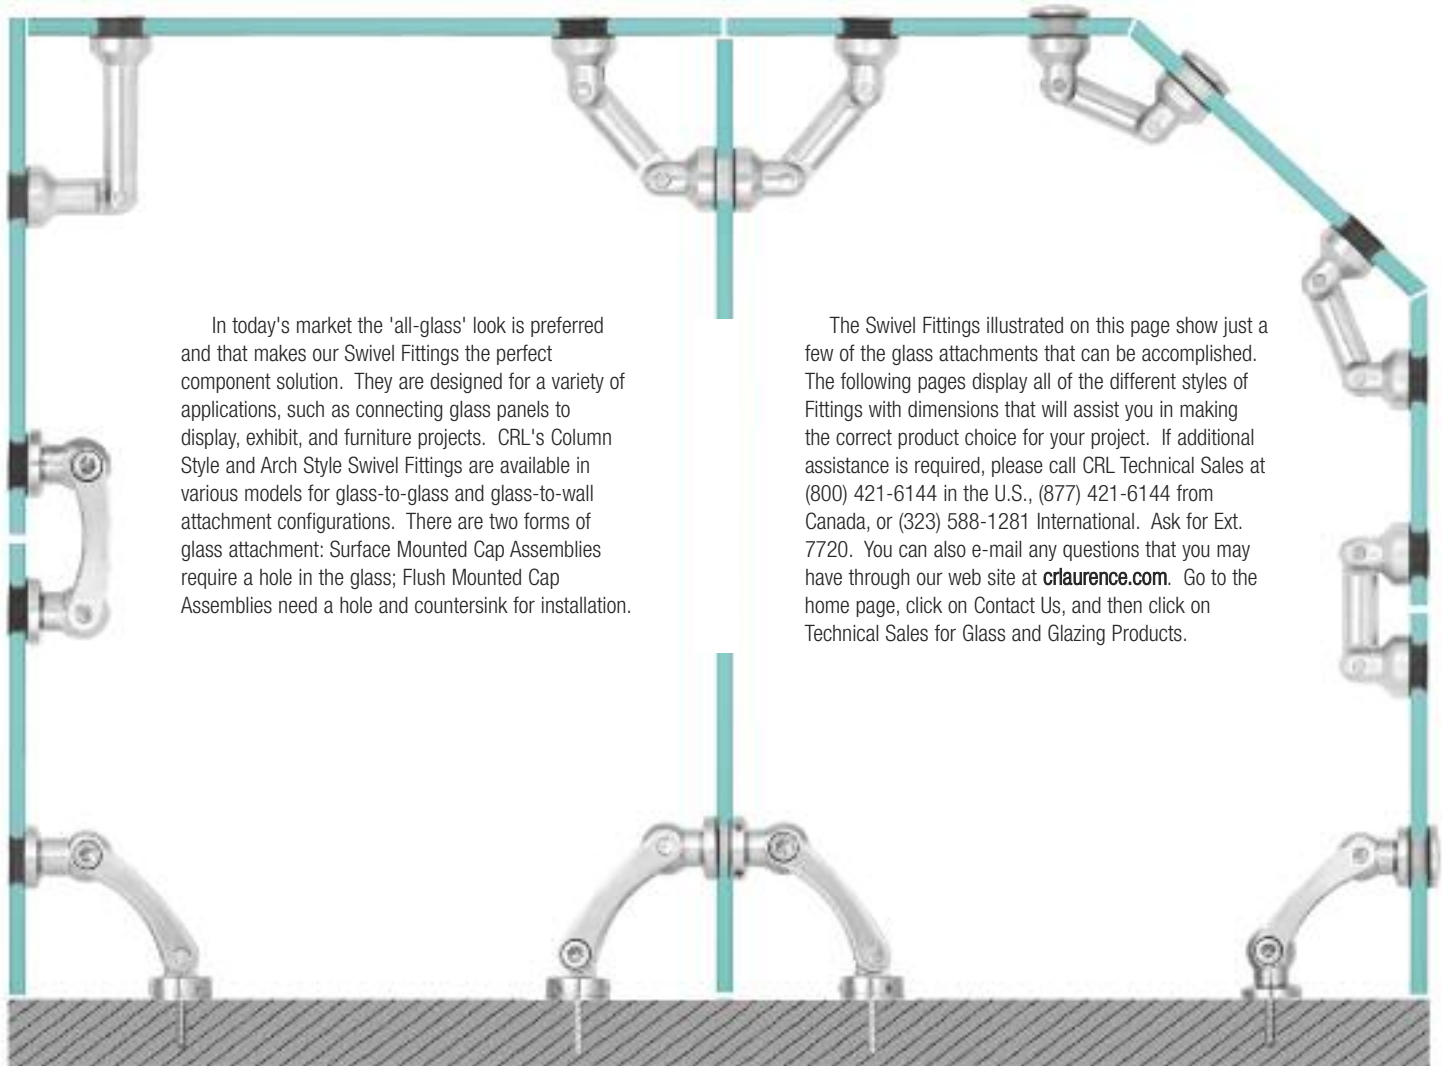 In today's market the 'all-glass' look is preferred
and that makes our Swivel Fittings the perfect
component solution.  They are designed for a variety of
applications, such as connecting glass panels to
display, exhibit, and furniture projects.  CRL's Column
Style and Arch Style Swivel Fittings are available in
various models for glass-to-glass and glass-to-wall
attachment configurations.  There are two forms of
glass attachment: Surface Mounted Cap Assemblies
require a hole in the glass; Flush Mounted Cap
Assemblies need a hole and countersink for installation.
The Swivel Fittings illustrated on this page show just a
few of the glass attachments that can be accomplished.
The following pages display all of the different styles of
Fittings with dimensions that will assist you in making
the correct product choice for your project.  If additional
assistance is required, please call CRL Technical Sales at
(800) 421-6144 in the U.S., (877) 421-6144 from
Canada, or (323) 588-1281 International.  Ask for Ext.
7720.  You can also e-mail any questions that you may
have through our web site at crlaurence.com.  Go to the
home page, click on Contact Us, and then click on
Technical Sales for Glass and Glazing Products.